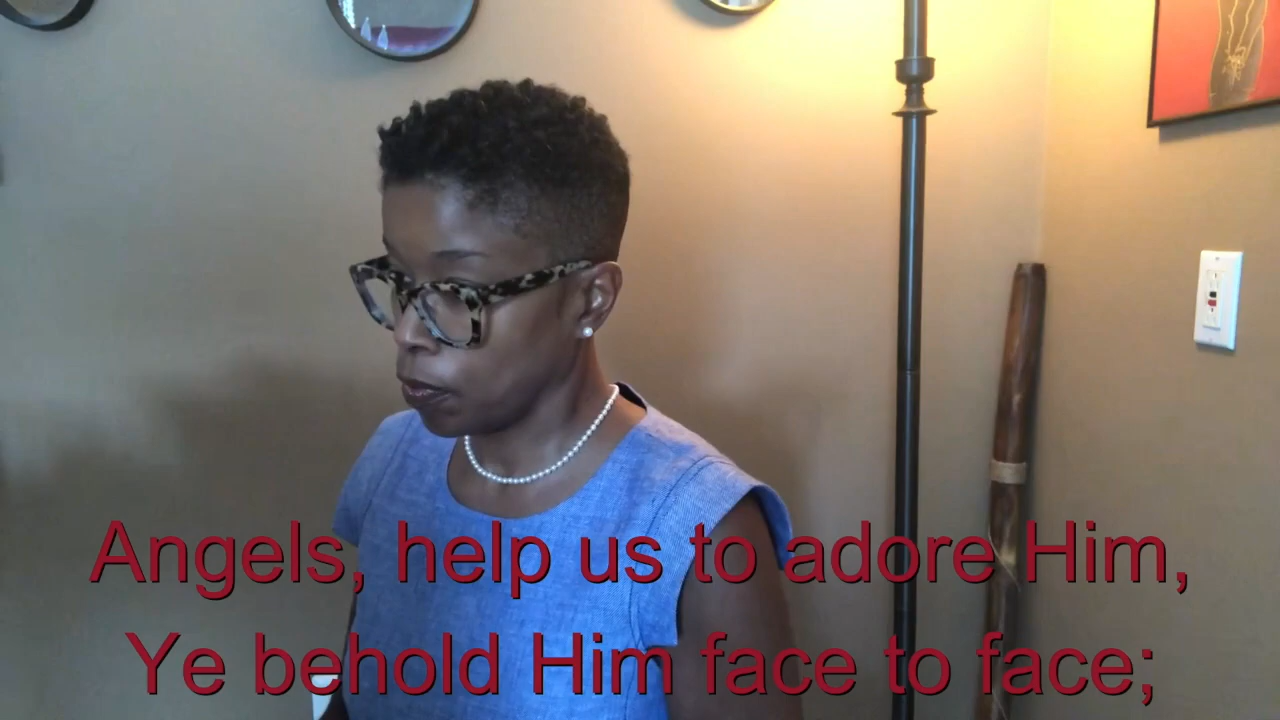 Angels, help us to adore Him,
Ye behold Him face to face;